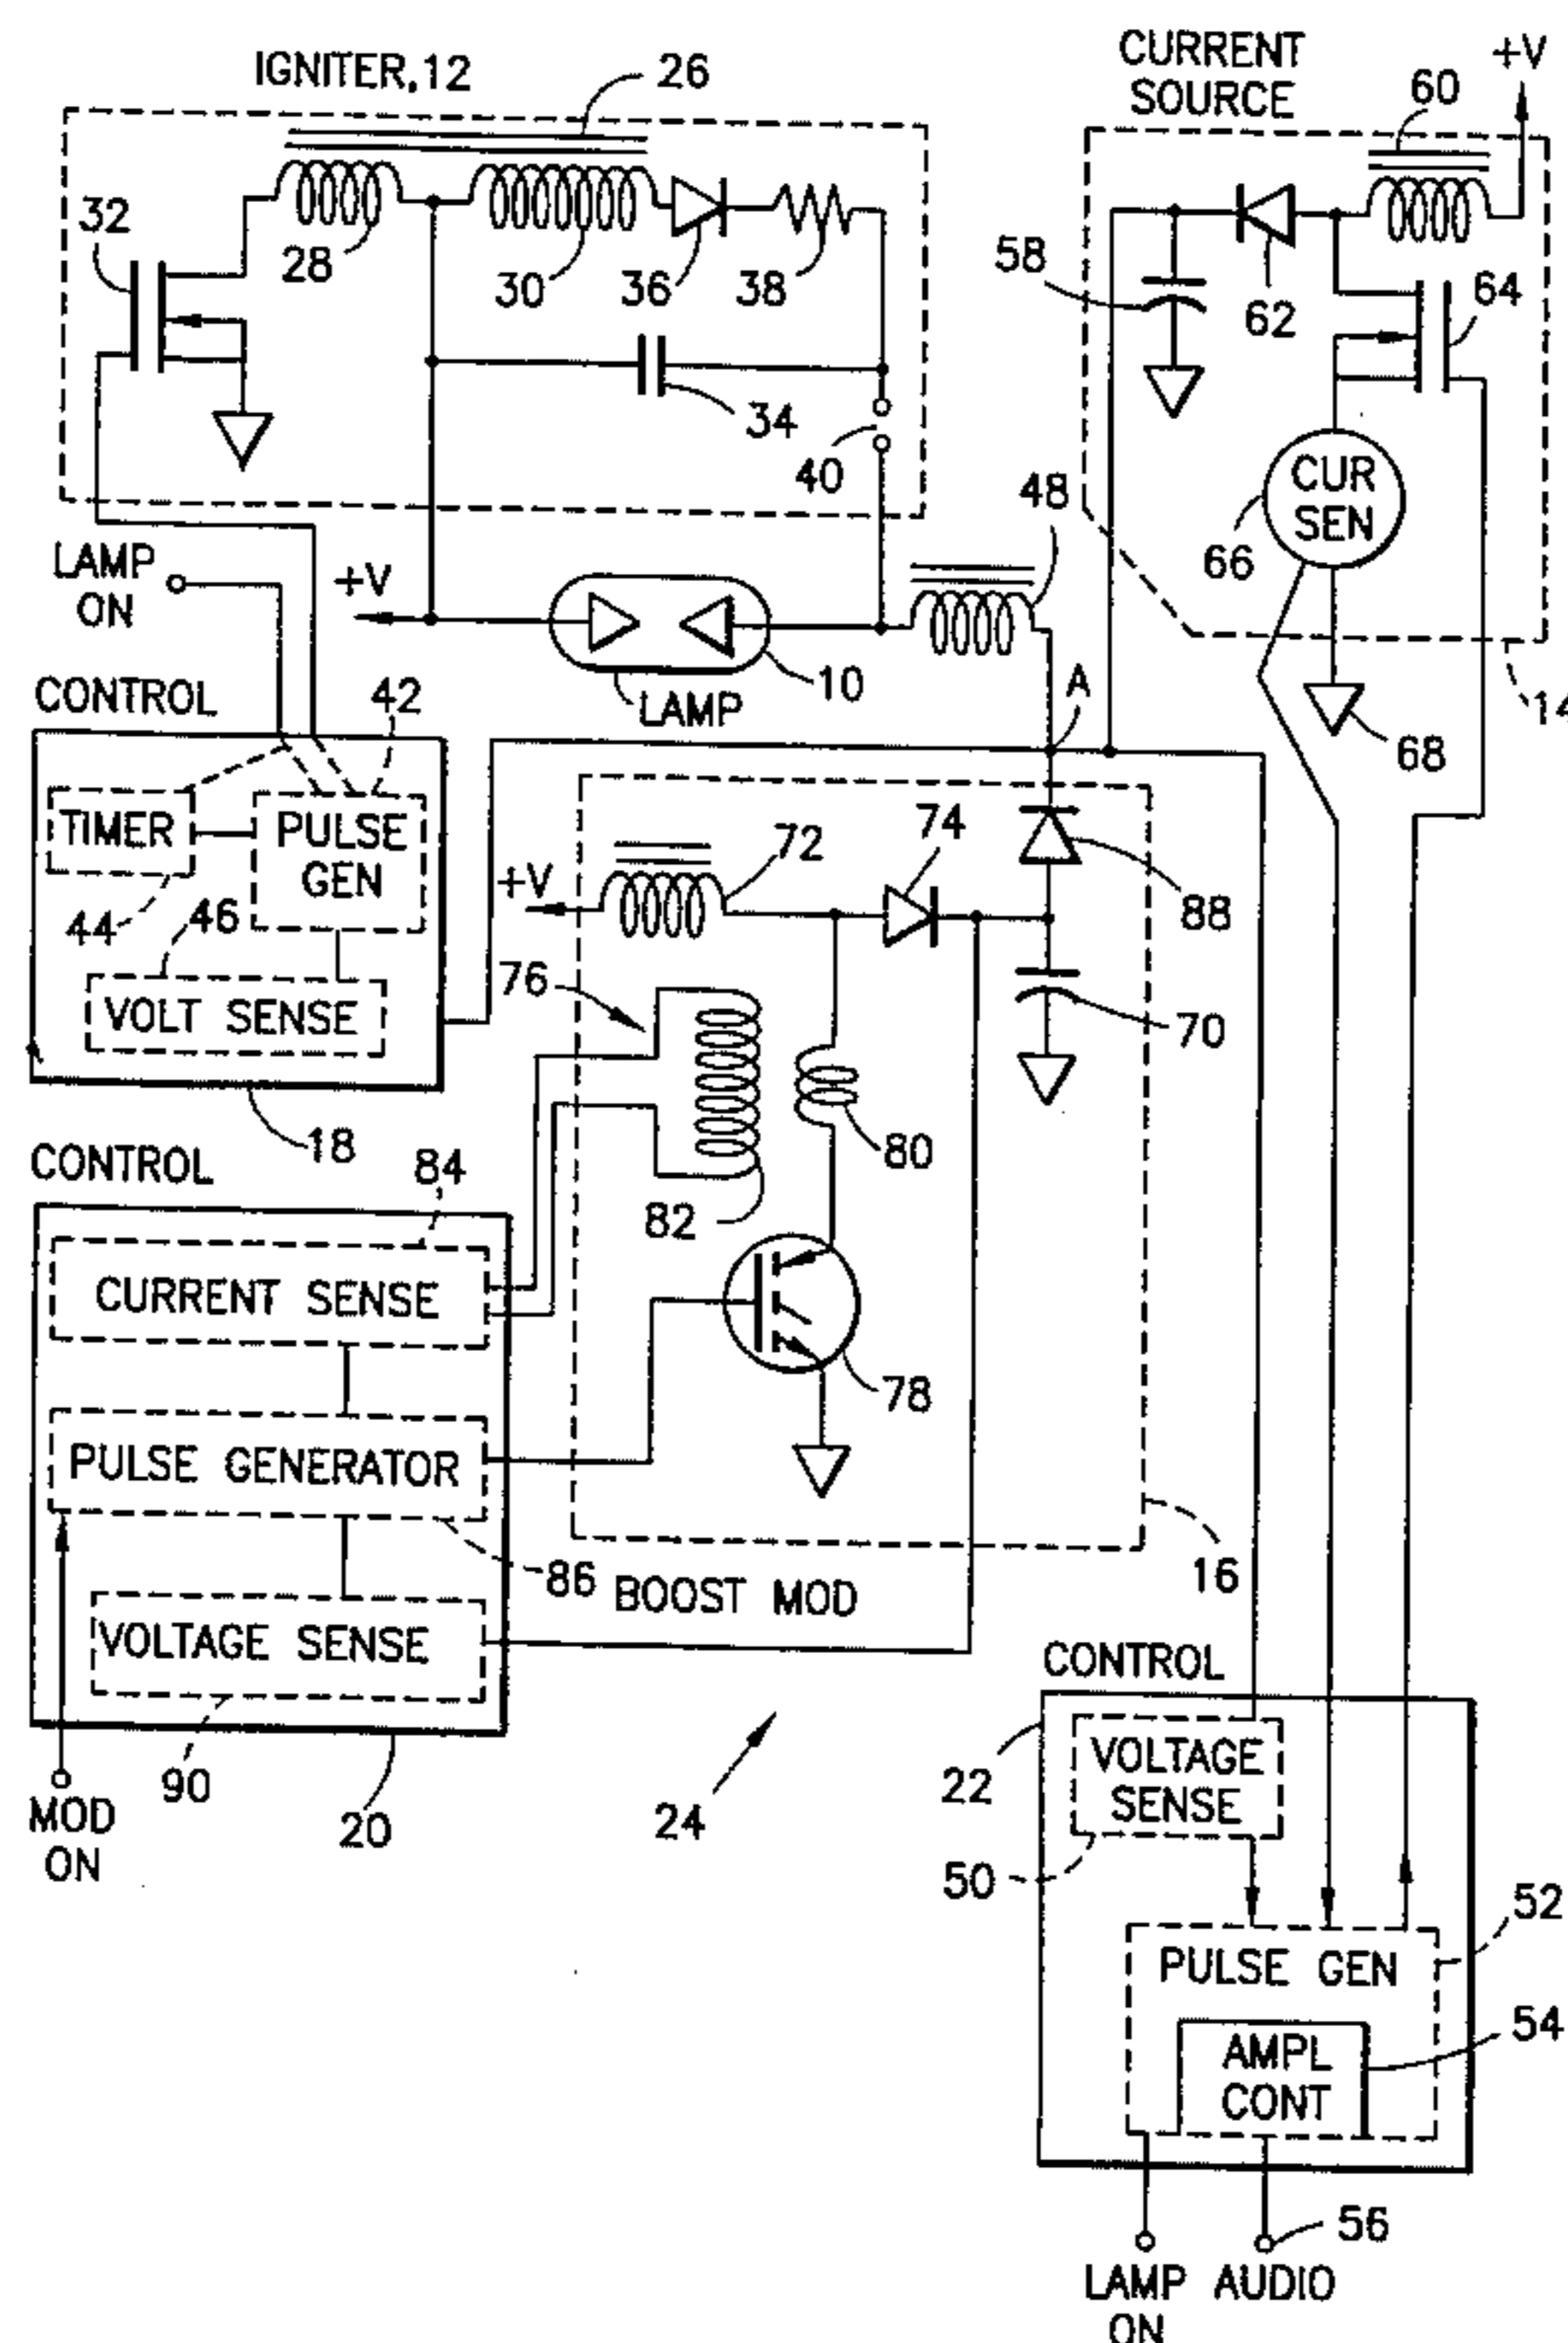 IGNITER, 12
26
CURRENT
SOURCE
+V
60
32
28
30
36
38
58
62
64
34
40
48
CUR
SEN
66
LAMP
ON
+V
10
LAMP
A
14
68
CONTROL
42
TIMER
PULSE
GEN
44
46
VOLT SENSE
18
+V
72
74
88
76
70
80
82
78
CONTROL
84
CURRENT SENSE
PULSE GENERATOR
86
VOLTAGE SENSE
90
20
MOD
ON
BOOST MOD
16
24
CONTROL
22
VOLTAGE
SENSE
50
52
PULSE GEN
54
AMPL
CONT
56
LAMP AUDIO
ON